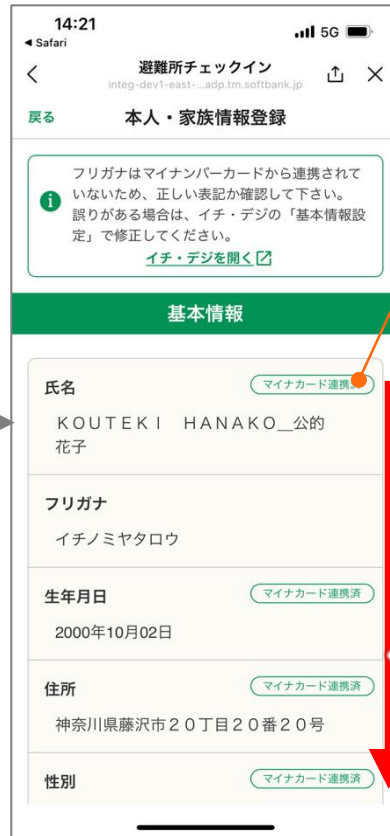 14:21
5G
◀ Safari
避難所チェックイン
integ-dev1-east-...adp.tm.softbank.jp
戻る
本人・家族情報登録
フリガナはマイナンバーカードから連携されて
いないため、正しい表記か確認して下さい。
誤りがある場合は、イチ・デジの「基本情報設
定」で修正してください。
イチ・デジを開く
基本情報
氏名
マイナカード連携済
ＫＯＵＴＥＫＩ　ＨＡＮＡＫＯ＿公的
花子
フリガナ
イチノミヤタロウ
生年月日
マイナカード連携済
2000年10月02日
住所
マイナカード連携済
神奈川県藤沢市２０丁目２０番２０号
性別
マイナカード連携済